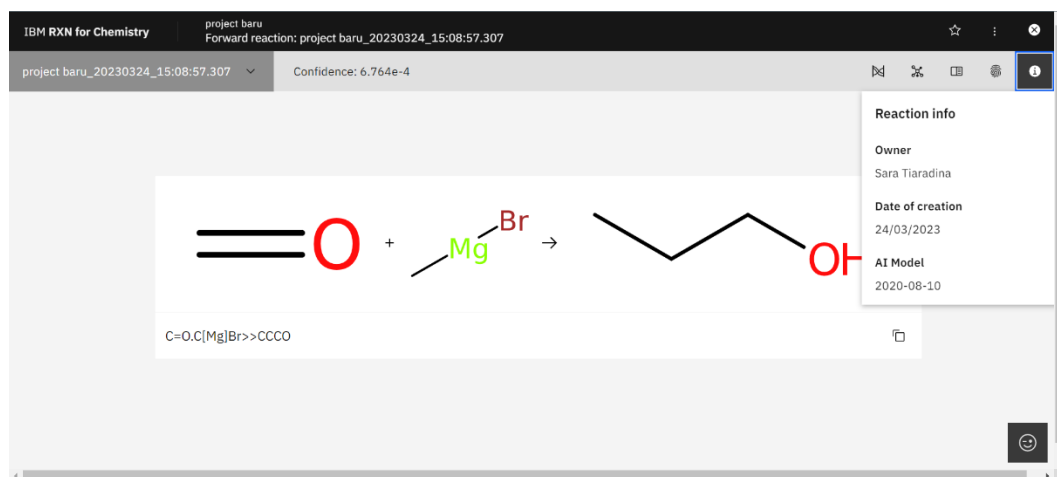 IBM RXN for Chemistry
project baru
Forward reaction: project baru_20230324_15:08:57.307
project baru_20230324_15:08:57.307
Confidence: 6.764e-4
Reaction info
Owner
Sara Tiaradina
Date of creation
24/03/2023
AI Model
2020-08-10
O + Mg Br → OH
C=O.C[Mg]Br>>CCCO